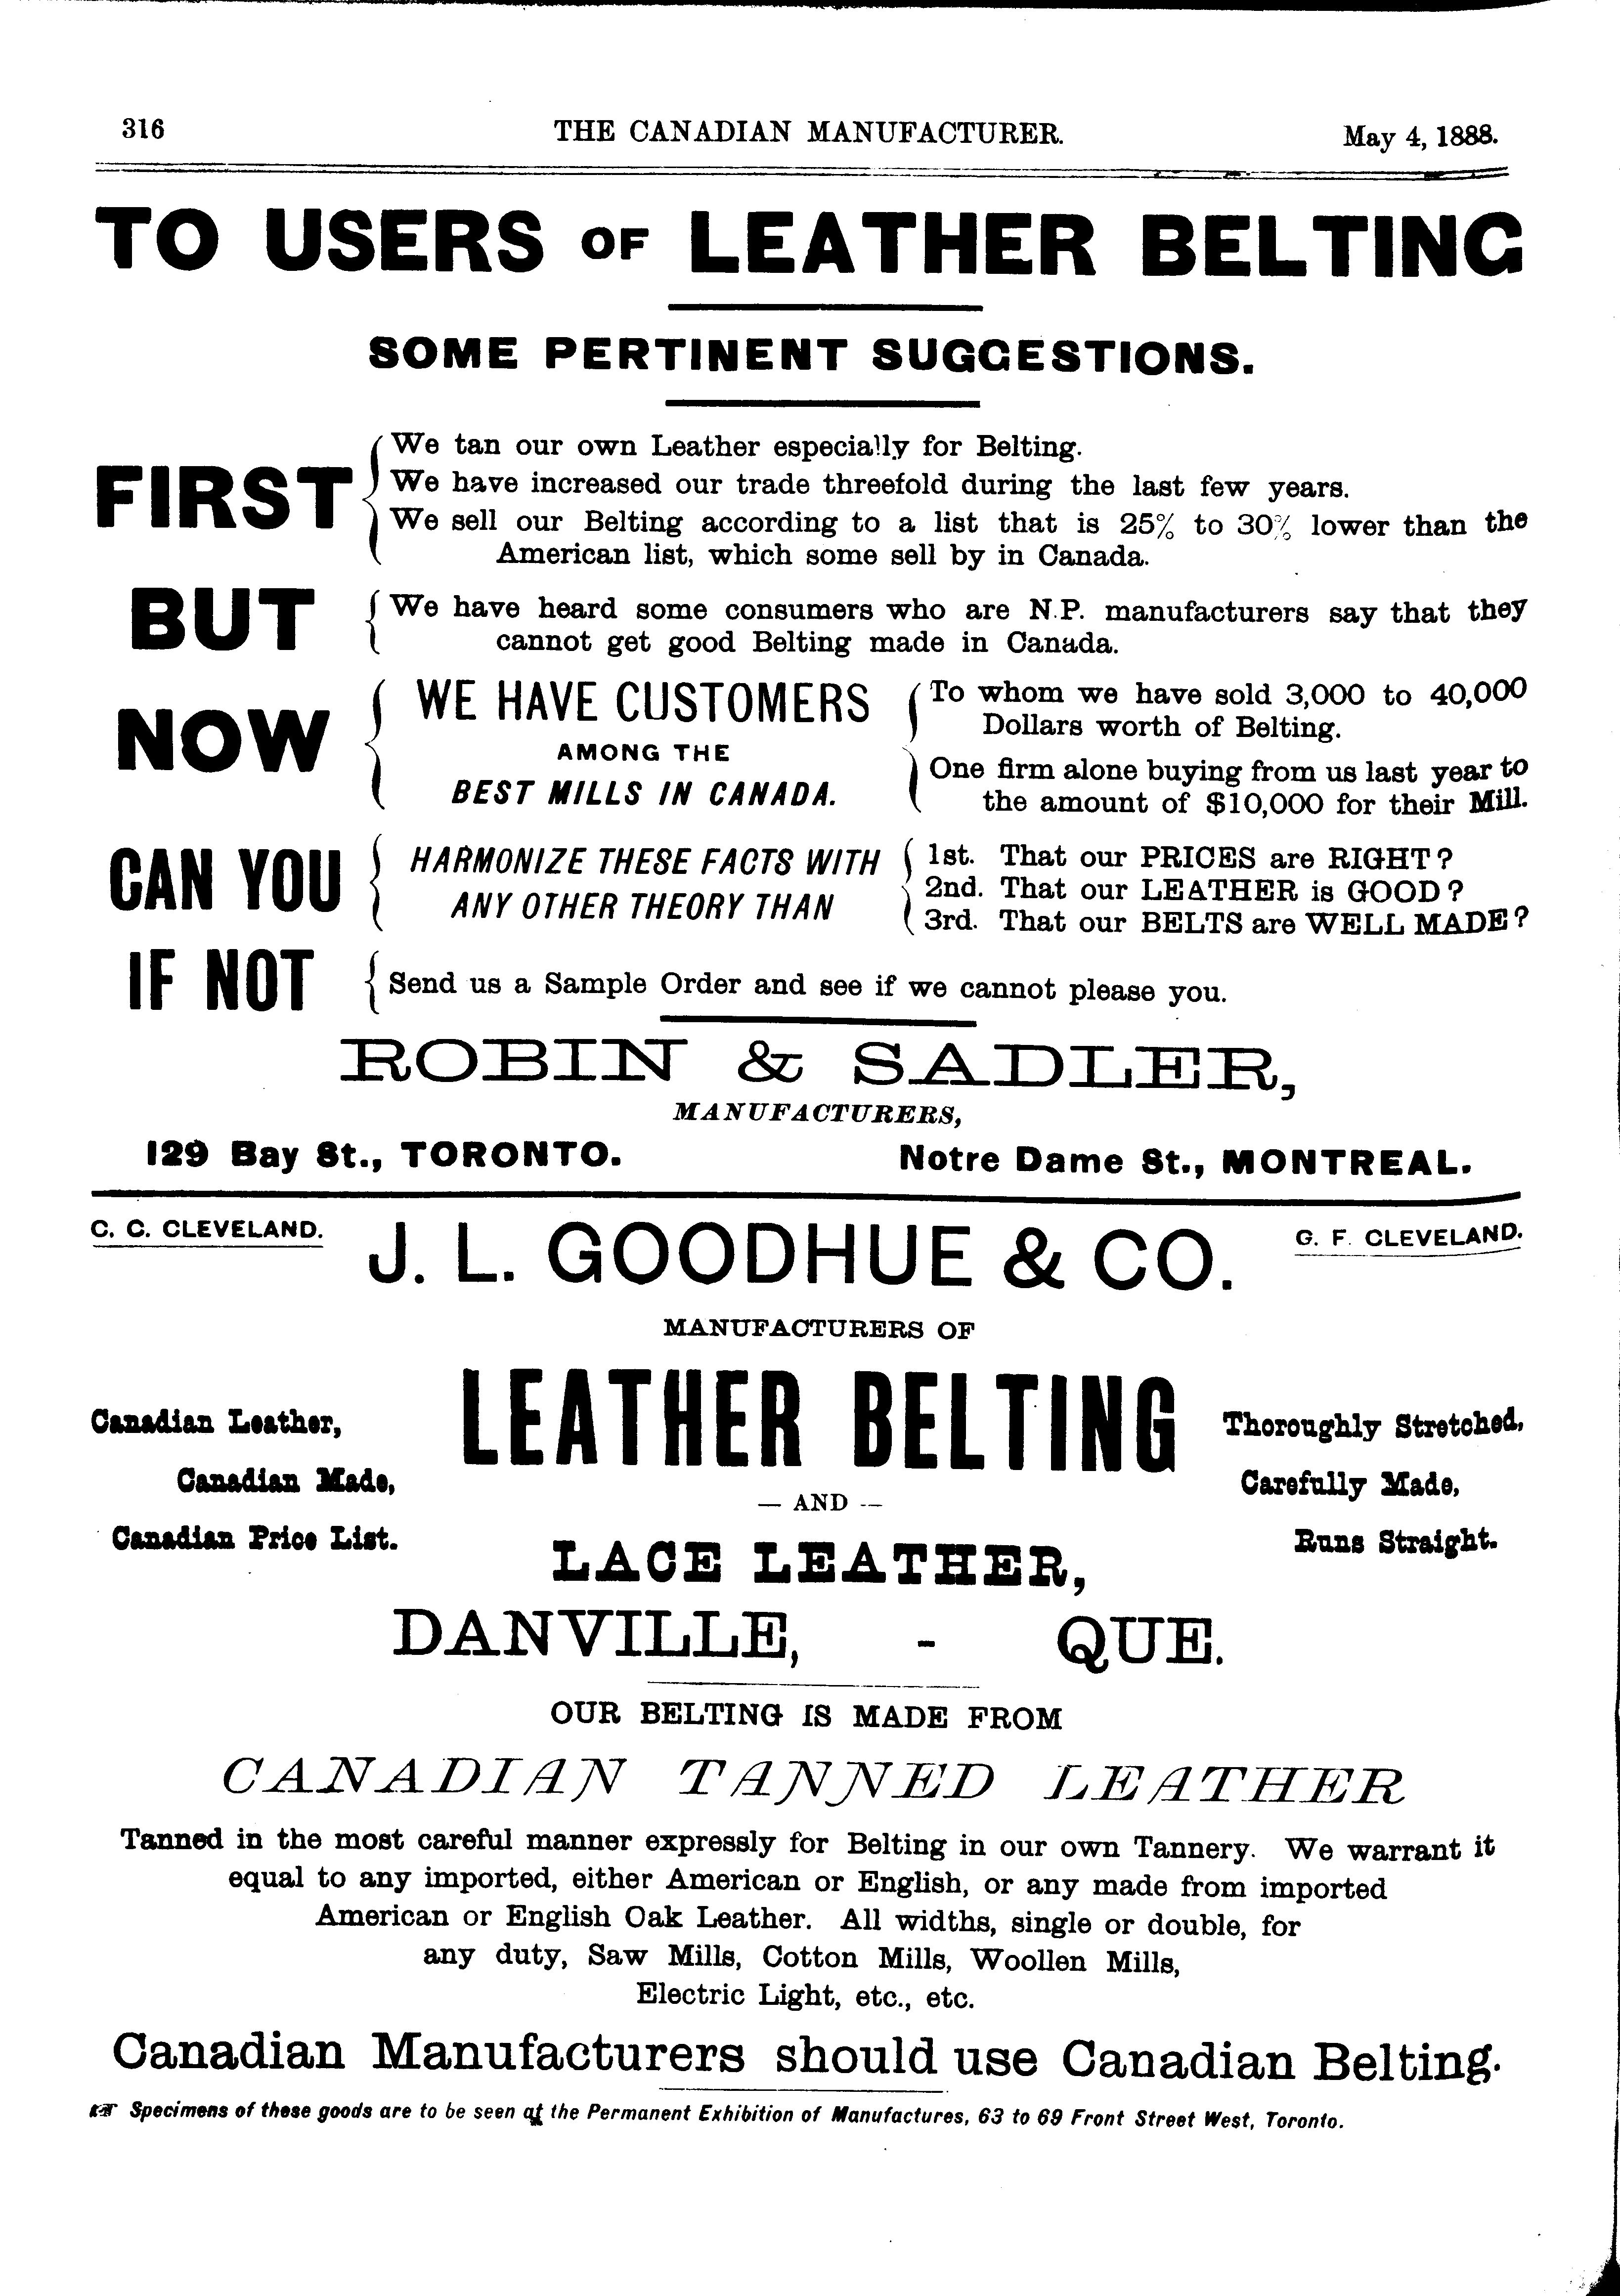 316 THE CANADIAN MANUFACTURER. May 4, 1888.
TO USERS OF LEATHER BELTING
SOME PERTINENT SUGGESTIONS.
FIRST
We tan our own Leather especially for Belting.
We have increased our trade threefold during the last few years.
We sell our Belting according to a list that is 25% to 30% lower than the
American list, which some sell by in Canada.
BUT
We have heard some consumers who are N.P. manufacturers say that they
cannot get good Belting made in Canada.
NOW
WE HAVE CUSTOMERS
AMONG THE
BEST MILLS IN CANADA.
To whom we have sold 3,000 to 40,000
Dollars worth of Belting.
One firm alone buying from us last year to
the amount of $10,000 for their Mill.
CAN YOU
HARMONIZE THESE FACTS WITH
ANY OTHER THEORY THAN
1st. That our PRICES are RIGHT?
2nd. That our LEATHER is GOOD?
3rd. That our BELTS are WELL MADE?
IF NOT
Send us a Sample Order and see if we cannot please you.
ROBIN & SADLER,
MANUFACTURERS,
129 Bay St., TORONTO. Notre Dame St., MONTREAL.
C. C. CLEVELAND. J. L. GOODHUE & CO. G. F. CLEVELAND.
MANUFACTURERS OF
LEATHER BELTING
Canadian Leather,
Canadian Made,
Canadian Price List.
Thoroughly Stretched,
Carefully Made,
Runs Straight.
— AND —
LACE LEATHER,
DANVILLE, - QUE.
OUR BELTING IS MADE FROM
CANADIAN TANNED LEATHER
Tanned in the most careful manner expressly for Belting in our own Tannery. We warrant it
equal to any imported, either American or English, or any made from imported
American or English Oak Leather. All widths, single or double, for
any duty, Saw Mills, Cotton Mills, Woollen Mills,
Electric Light, etc., etc.
Canadian Manufacturers should use Canadian Belting.
☞ Specimens of these goods are to be seen at the Permanent Exhibition of Manufactures, 63 to 69 Front Street West, Toronto.